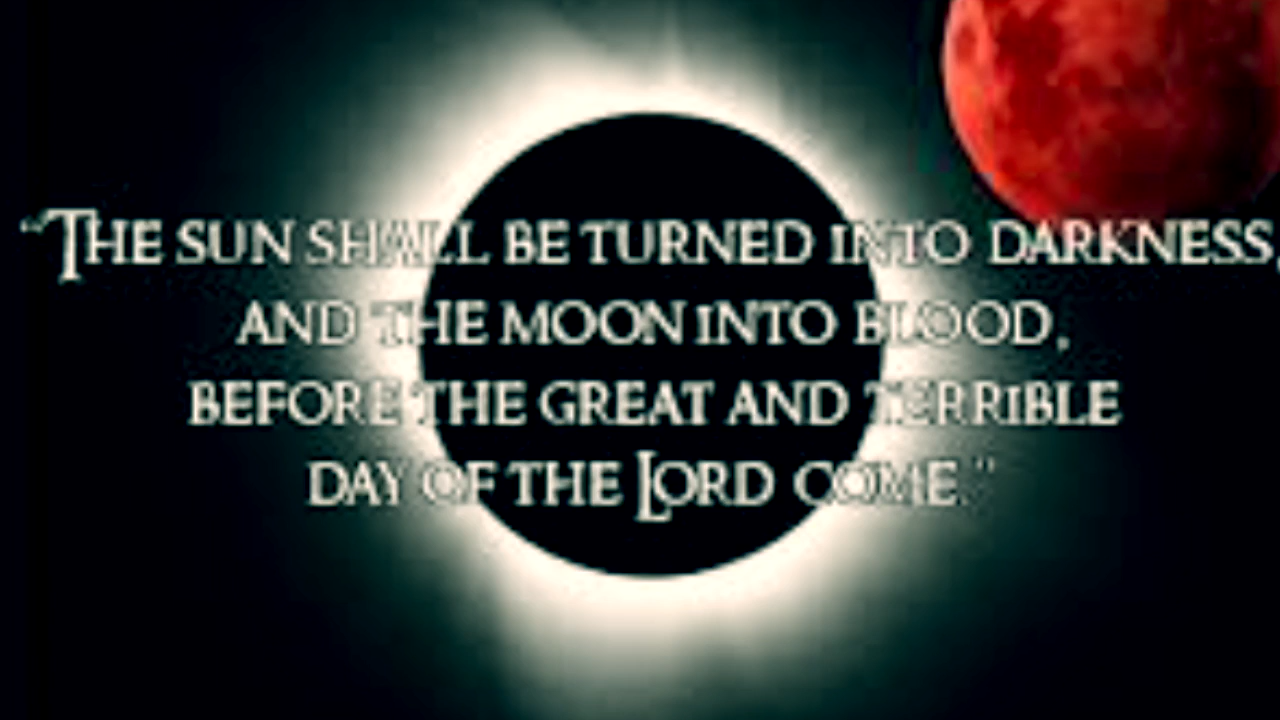 “THE SUN SHALL BE TURNED INTO DARKNESS,
AND THE MOON INTO BLOOD,
BEFORE THE GREAT AND TERRIBLE
DAY OF THE LORD COME.”